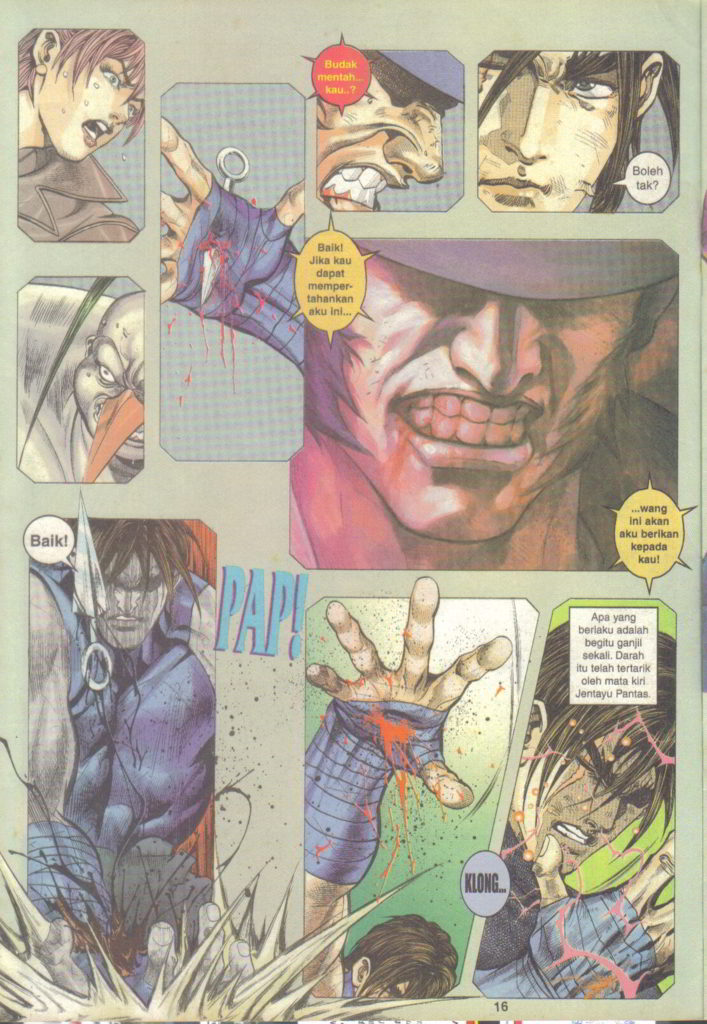 Budak
mentah...
kau..?
Boleh
tak?
Baik!
Jika kau
dapat
memper-
tahankan
aku ini...
...wang
ini akan
aku berikan
kepada
kau!
Baik!
PAP!
Apa yang
berlaku adalah
begitu ganjil
sekali. Darah
itu telah tertarik
oleh mata kiri
Jentayu Pantas.
KLONG...
16